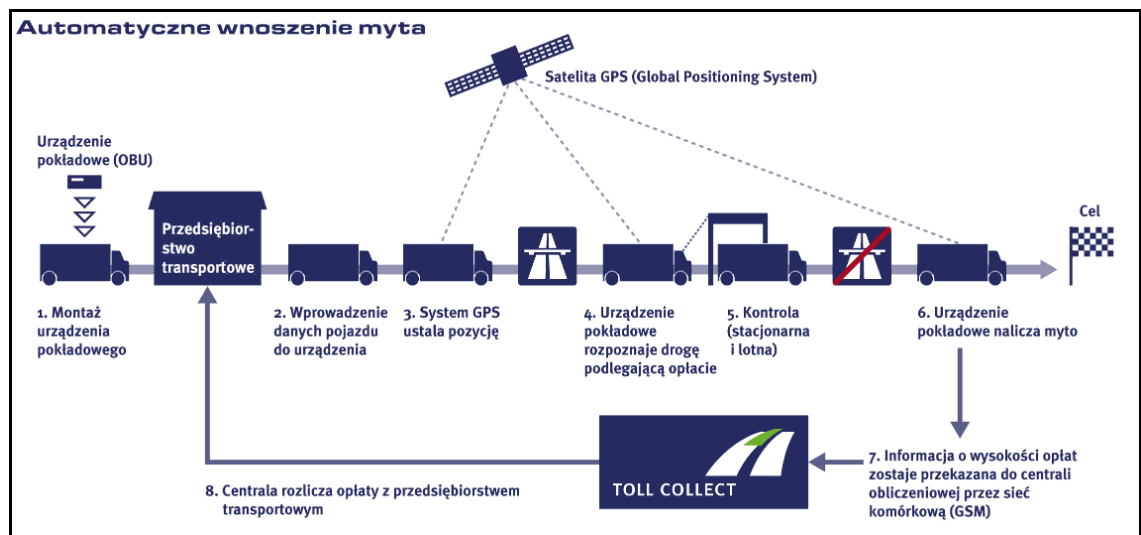 Automatyczne wnoszenie myta
Satelita GPS (Global Positioning System)
Urządzenie
pokładowe (OBU)
Przedsiębior-
stwo
transportowe
Cel
1. Montaż
urządzenia
pokładowego
2. Wprowadzenie
danych pojazdu
do urządzenia
3. System GPS
ustala pozycję
4. Urządzenie
pokładowe
rozpoznaje drogę
podlegającą opłacie
5. Kontrola
(stacjonarna
i lotna)
6. Urządzenie
pokładowe nalicza myto
7. Informacja o wysokości opłat
zostaje przekazana do centrali
obliczeniowej przez sieć
komórkową (GSM)
TOLL COLLECT
8. Centrala rozlicza opłaty z przedsiębiorstwem
transportowym